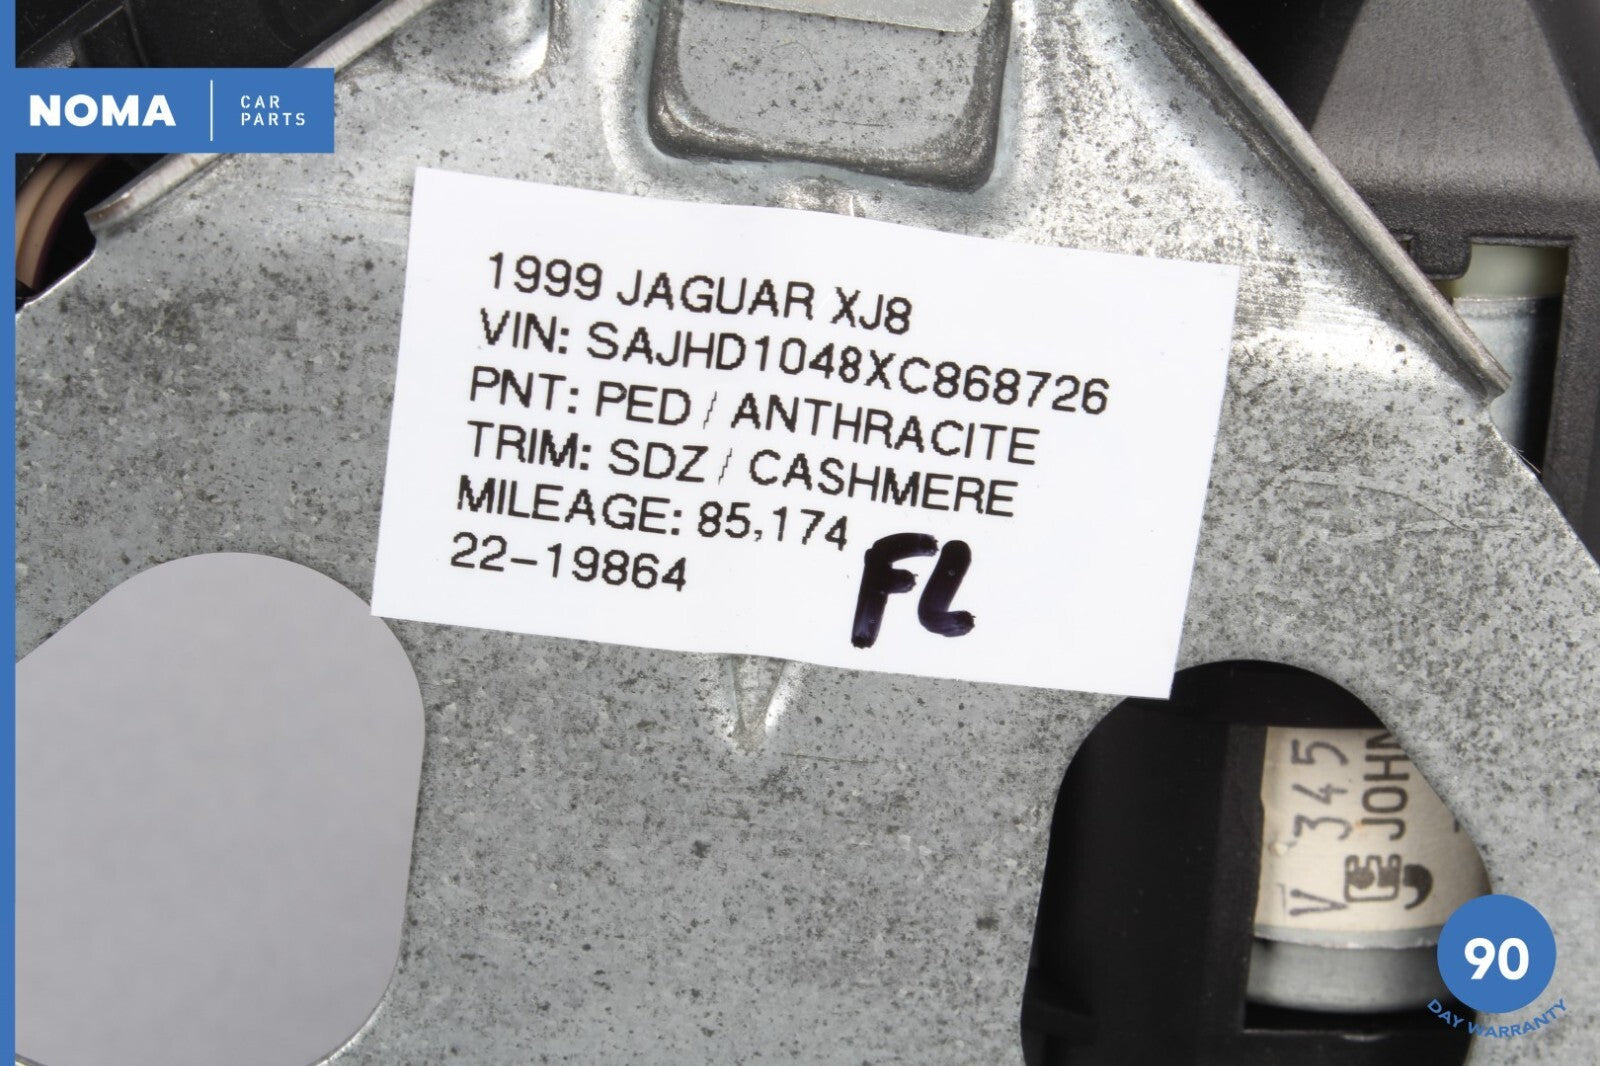 NOMA
CAR
PARTS
1999 JAGUAR XJ8
VIN: SAJHD1048XC868726
PNT: PED / ANTHRACITE
TRIM: SDZ / CASHMERE
MILEAGE: 85,174
22-19864
FL
V 345
JOHN
90
DAY WARRANTY